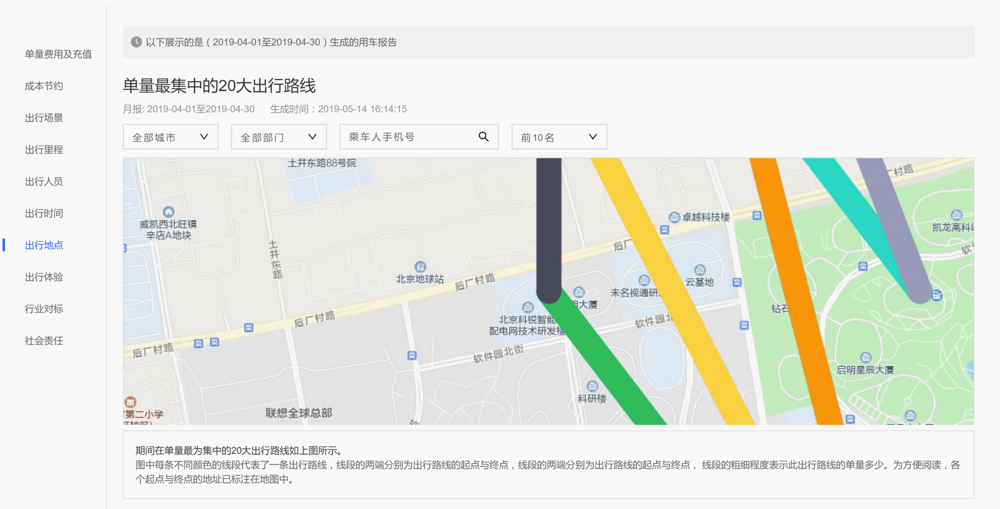 以下展示的是（2019-04-01至2019-04-30）生成的用车报告
单量费用及充值
成本节约
出行场景
出行里程
出行人员
出行时间
出行地点
出行体验
行业对标
社会责任
单量最集中的20大出行路线
月报: 2019-04-01至2019-04-30 生成时间：2019-05-14 16:14:15
全部城市 全部部门 乘车人手机号 前10名
土井东路88号院
厂村路
威凯西北旺镇
辛店A地块
卓越科技楼
凯龙高科
土井东路
后厂
软
北京地球站
后厂村路
云基地
未名视通研
大厦
钻石
北京科锐智能
配电网技术研发楼
后厂村路
软件园北
后厂村路
软件园北街
启明星辰大厦
科研楼
第二小学
联想全球总部
软
期间在单量最为集中的20大出行路线如上图所示。
图中每条不同颜色的线段代表了一条出行路线，线段的两端分别为出行路线的起点与终点，线段的两端分别为出行路线的起点与终点， 线段的粗细程度表示此出行路线的单量多少。为方便阅读，各
个起点与终点的地址已标注在地图中。